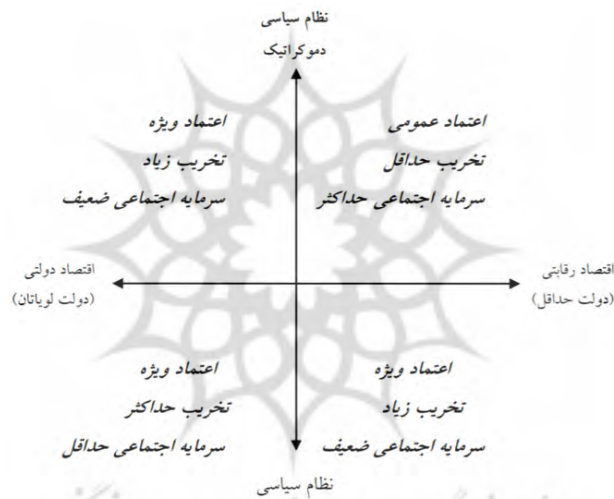 نظام سیاسی
دموکراتیک
اعتماد عمومی
تخریب حداقل
سرمایه اجتماعی حداکثر
اعتماد ویژه
تخریب زیاد
سرمایه اجتماعی ضعیف
اقتصاد رقابتی
(دولت حداقل)
اقتصاد دولتی
(دولت لویاتان)
اعتماد ویژه
تخریب زیاد
سرمایه اجتماعی ضعیف
اعتماد ویژه
تخریب حداکثر
سرمایه اجتماعی حداقل
نظام سیاسی